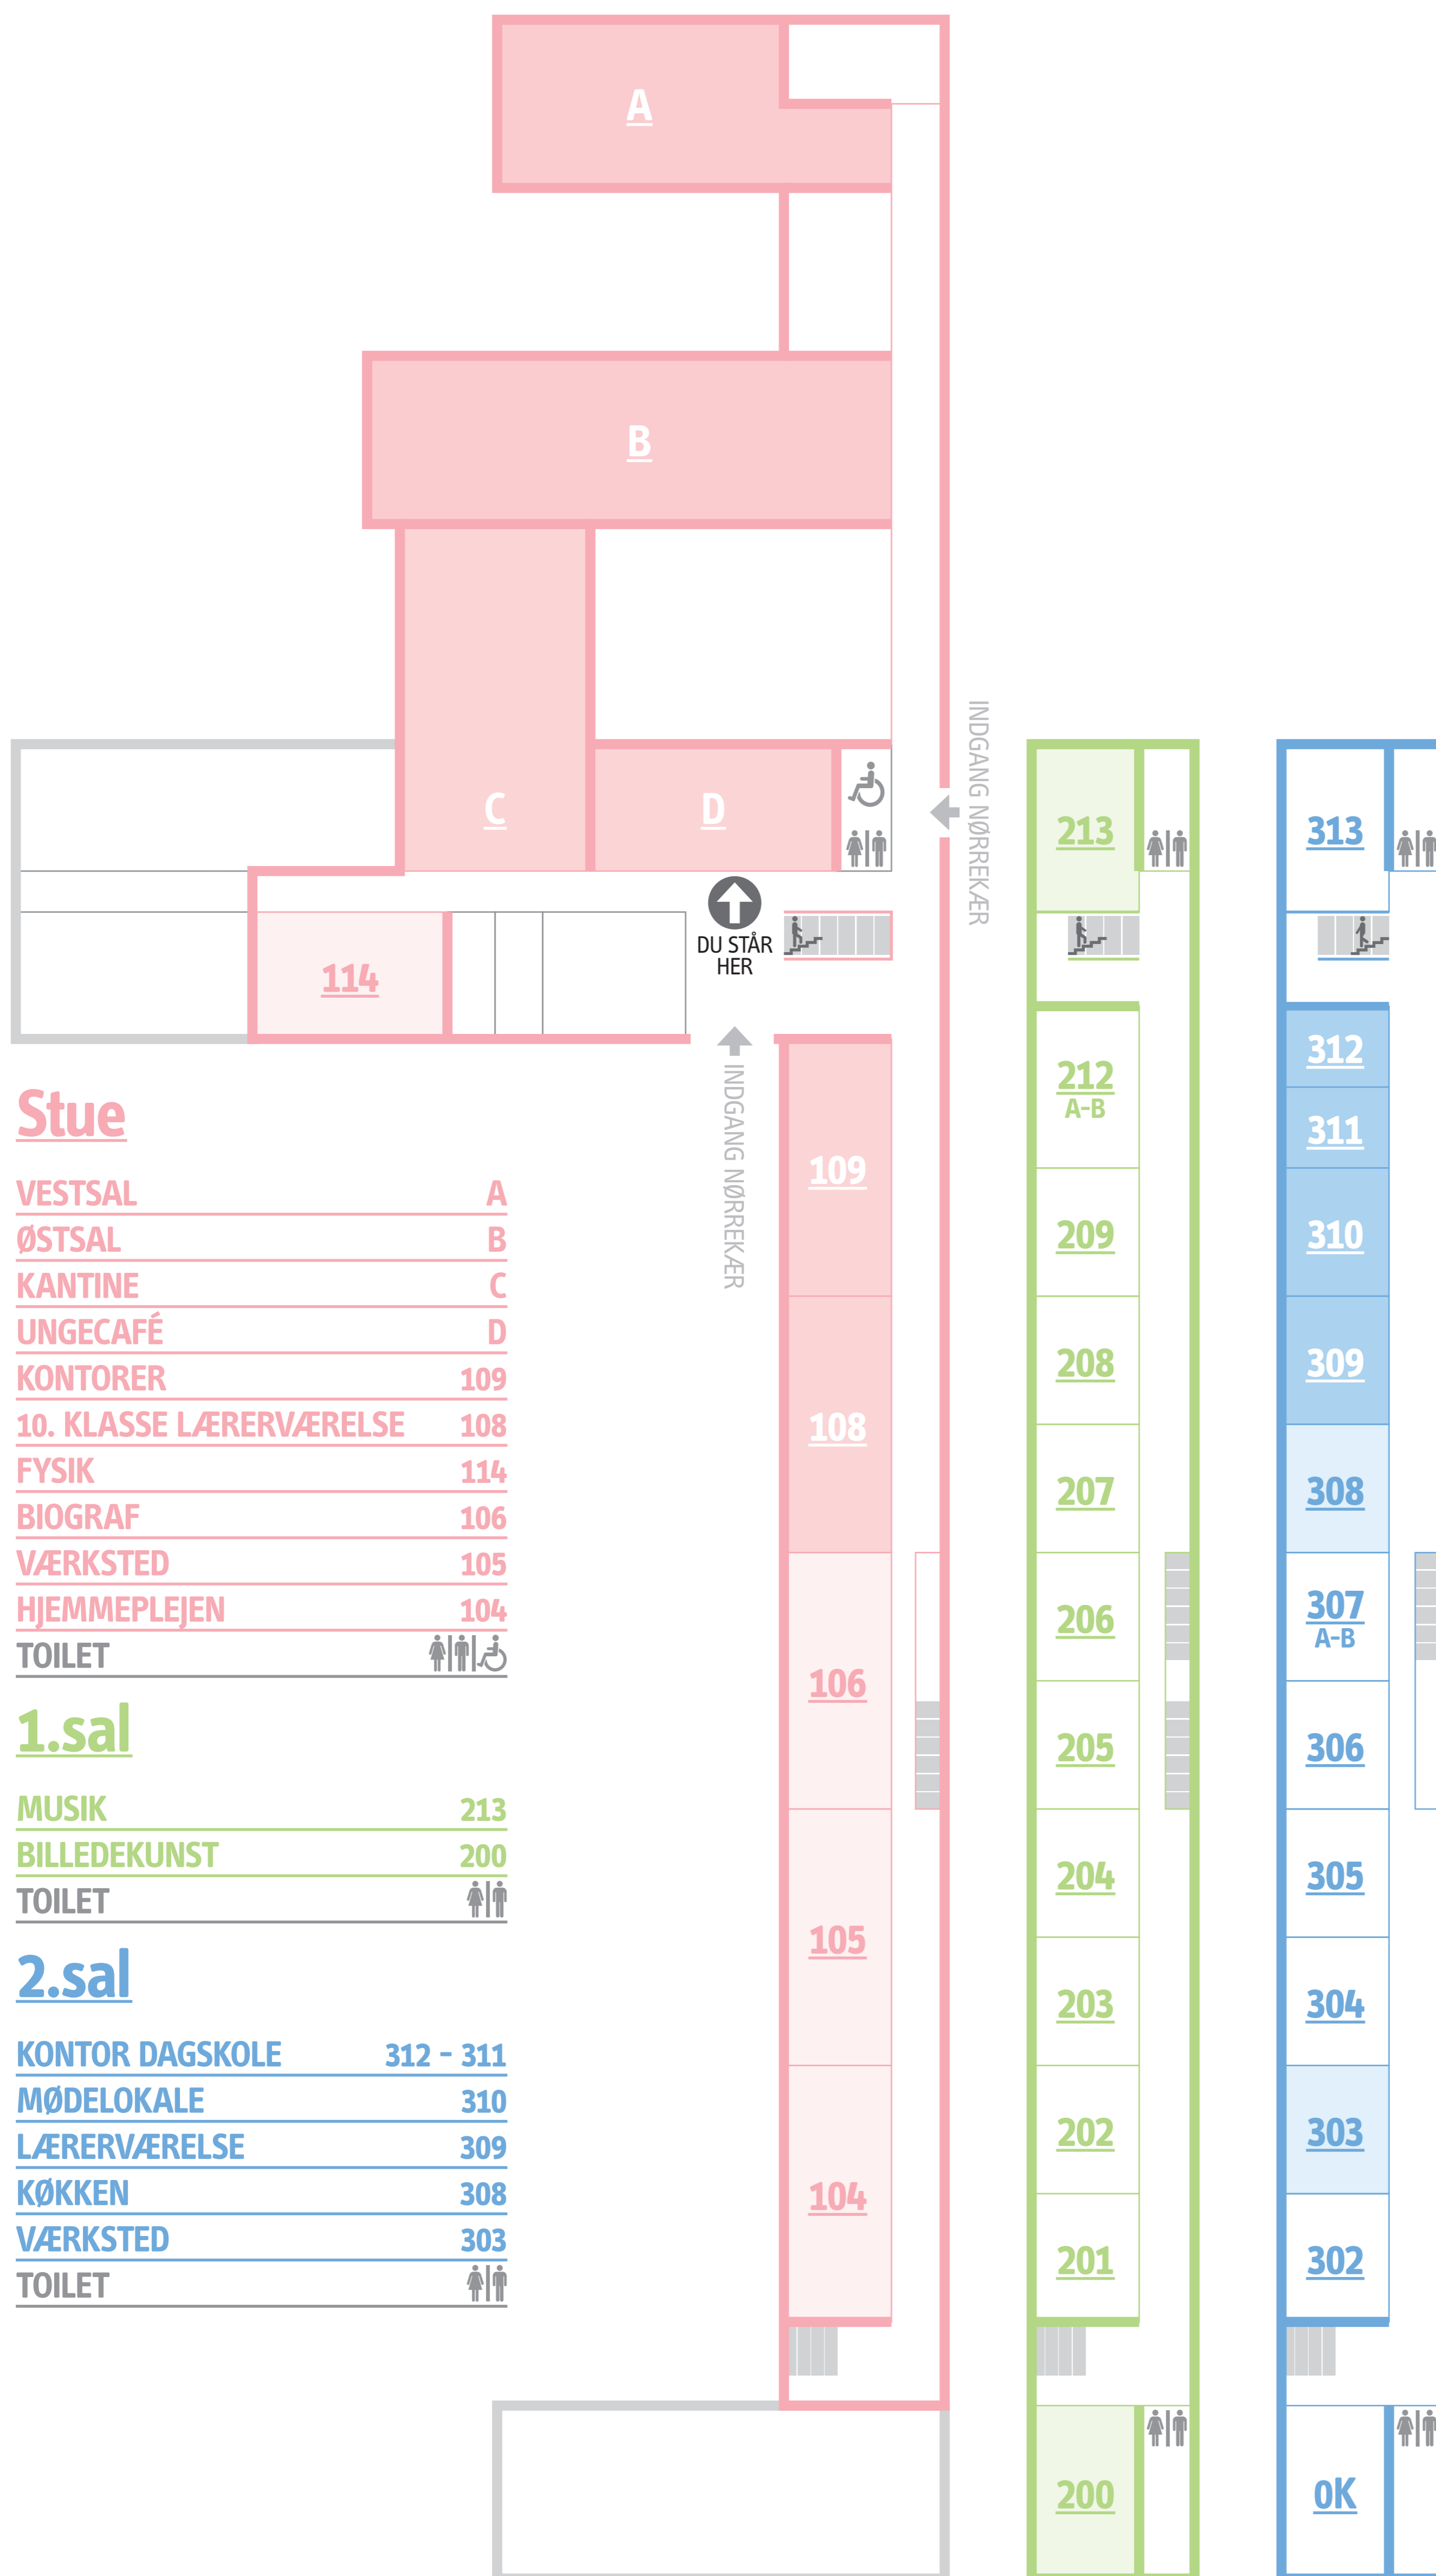 A
B
C
D
INDGANG NØRREKÆR
DU STÅR
HER
114
INDGANG NØRREKÆR
109
108
106
105
104
213
212
A-B
209
208
207
206
205
204
203
202
201
200
313
312
311
310
309
308
307
A-B
306
305
304
303
302
0K
Stue
VESTSAL A
ØSTSAL B
KANTINE C
UNGECAFÉ D
KONTORER 109
10. KLASSE LÆRERVÆRELSE 108
FYSIK 114
BIOGRAF 106
VÆRKSTED 105
HJEMMEPLEJEN 104
TOILET
1.sal
MUSIK 213
BILLEDEKUNST 200
TOILET
2.sal
KONTOR DAGSKOLE 312 - 311
MØDELOKALE 310
LÆRERVÆRELSE 309
KØKKEN 308
VÆRKSTED 303
TOILET